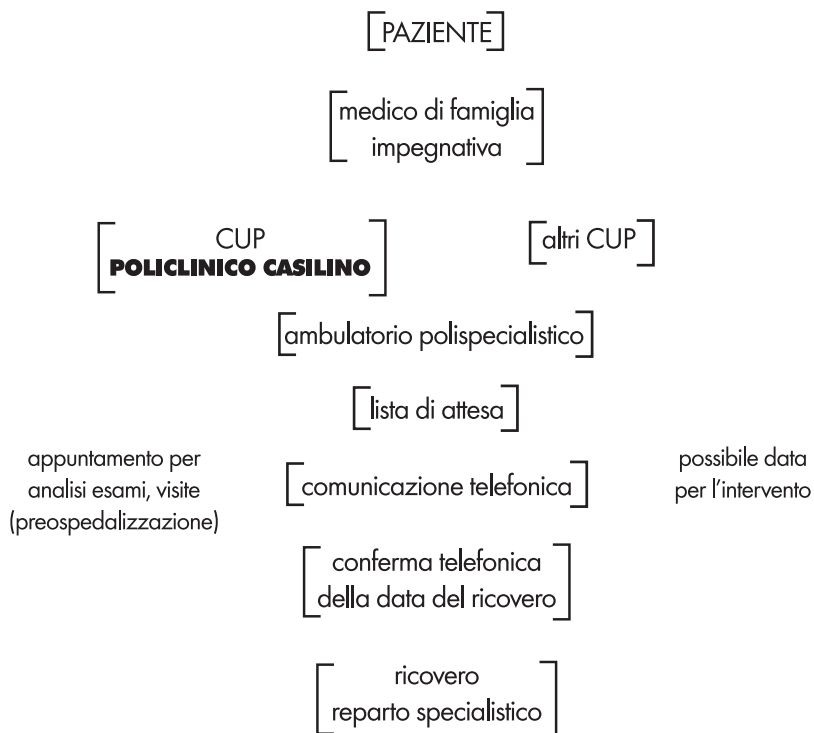 PAZIENTE
medico di famiglia
impegnativa
CUP
POLICLINICO CASILINO
altri CUP
ambulatorio polispecialistico
lista di attesa
appuntamento per
analisi esami, visite
(preospedalizzazione)
comunicazione telefonica
possibile data
per l'intervento
conferma telefonica
della data del ricovero
ricovero
reparto specialistico